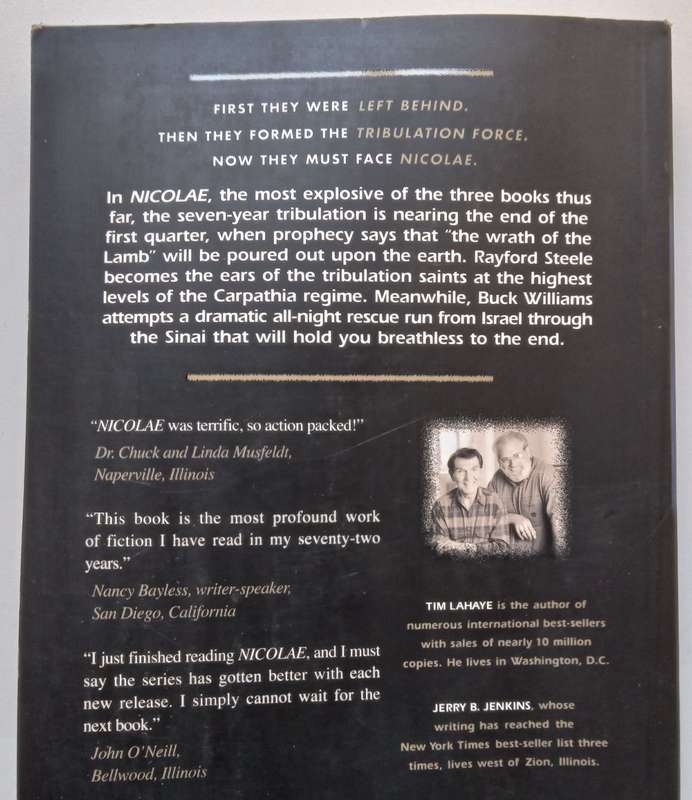 FIRST THEY WERE LEFT BEHIND.
THEN THEY FORMED THE TRIBULATION FORCE.
NOW THEY MUST FACE NICOLAE.
In NICOLAE, the most explosive of the three books thus
far, the seven-year tribulation is nearing the end of the
first quarter, when prophecy says that "the wrath of the
Lamb" will be poured out upon the earth. Rayford Steele
becomes the ears of the tribulation saints at the highest
levels of the Carpathia regime. Meanwhile, Buck Williams
attempts a dramatic all-night rescue run from Israel through
the Sinai that will hold you breathless to the end.
“NICOLAE was terrific, so action packed!”
Dr. Chuck and Linda Musfeldt,
Naperville, Illinois
“This book is the most profound work
of fiction I have read in my seventy-two
years.”
Nancy Bayless, writer-speaker,
San Diego, California
“I just finished reading NICOLAE, and I must
say the series has gotten better with each
new release. I simply cannot wait for the
next book.”
John O’Neill,
Bellwood, Illinois
TIM LAHAYE is the author of
numerous international best-sellers
with sales of nearly 10 million
copies. He lives in Washington, D.C.
JERRY B. JENKINS, whose
writing has reached the
New York Times best-seller list three
times, lives west of Zion, Illinois.